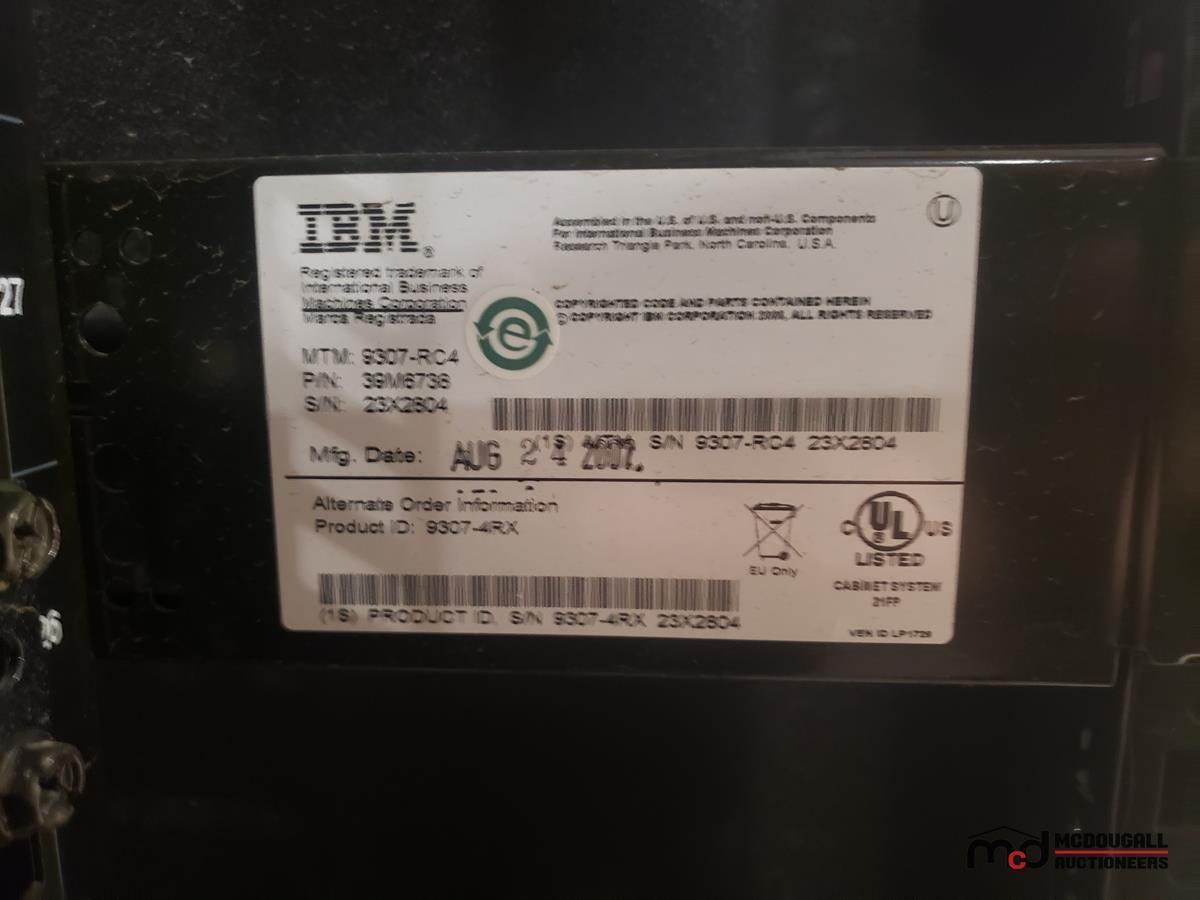 IBM®
Assembled in the U.S. of U.S. and non-U.S. Components
For International Business Machines Corporation
Research Triangle Park, North Carolina, U.S.A.
U
Registered trademark of
International Business
Machines Corporation
Marca Registrada
e
COPYRIGHTED CODE AND PARTS CONTAINED HEREIN
© COPYRIGHT IBM CORPORATION ALL RIGHTS RESERVED
27
MTM: 9307-RC4
P/N: 39M6736
S/N: 23X2604
(1S) MTM S/N 9307-RC4 23X2604
Mfg. Date: AUG 24 2007
Alternate Order Information
Product ID: 9307-4RX
EU Only
C UL® US
LISTED
CABINET SYSTEM
21FP
(1S) PRODUCT ID, S/N 9307-4RX 23X2604
VEN ID LP1729
26
mcd MCDOUGALL
AUCTIONEERS